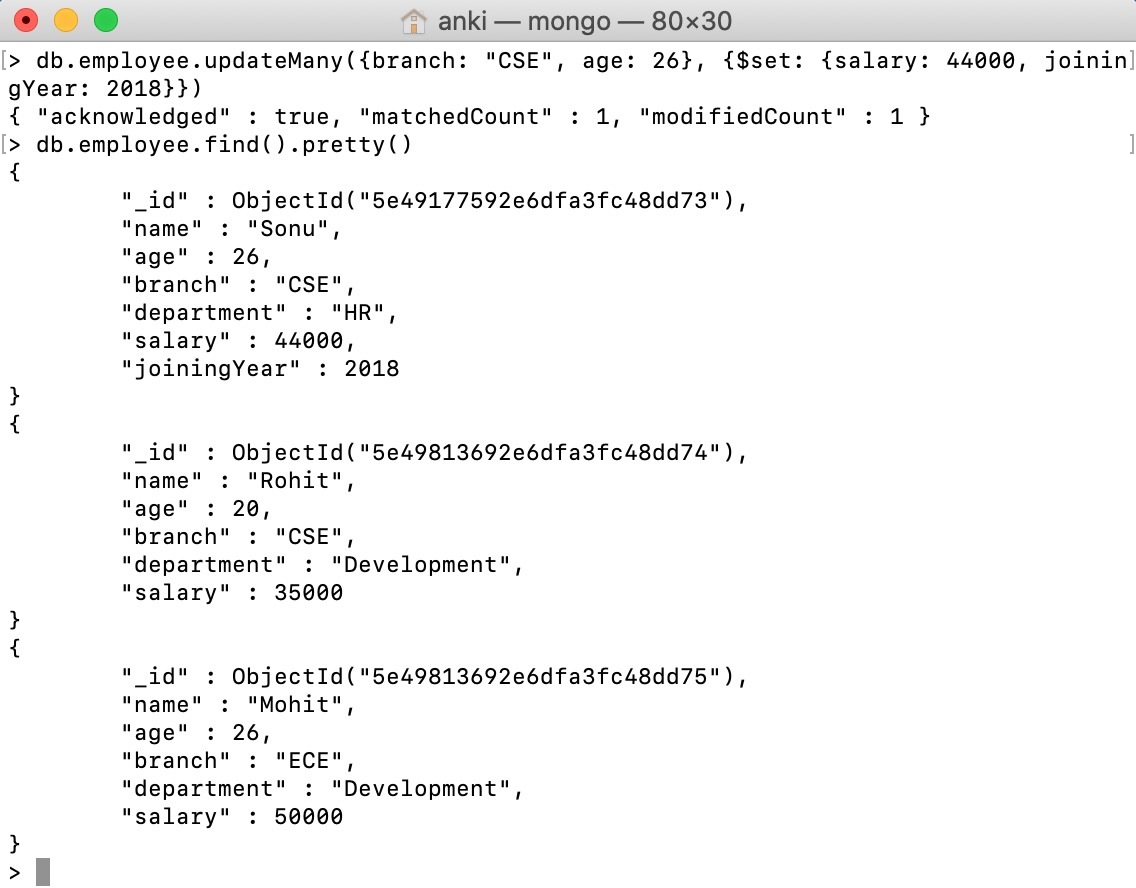 anki — mongo — 80×30
[> db.employee.updateMany({branch: "CSE", age: 26}, {$set: {salary: 44000, joinin]
gYear: 2018}})
{ "acknowledged" : true, "matchedCount" : 1, "modifiedCount" : 1 }
[> db.employee.find().pretty() ]
{
"_id" : ObjectId("5e49177592e6dfa3fc48dd73"),
"name" : "Sonu",
"age" : 26,
"branch" : "CSE",
"department" : "HR",
"salary" : 44000,
"joiningYear" : 2018
}
{
"_id" : ObjectId("5e49813692e6dfa3fc48dd74"),
"name" : "Rohit",
"age" : 20,
"branch" : "CSE",
"department" : "Development",
"salary" : 35000
}
{
"_id" : ObjectId("5e49813692e6dfa3fc48dd75"),
"name" : "Mohit",
"age" : 26,
"branch" : "ECE",
"department" : "Development",
"salary" : 50000
}
>